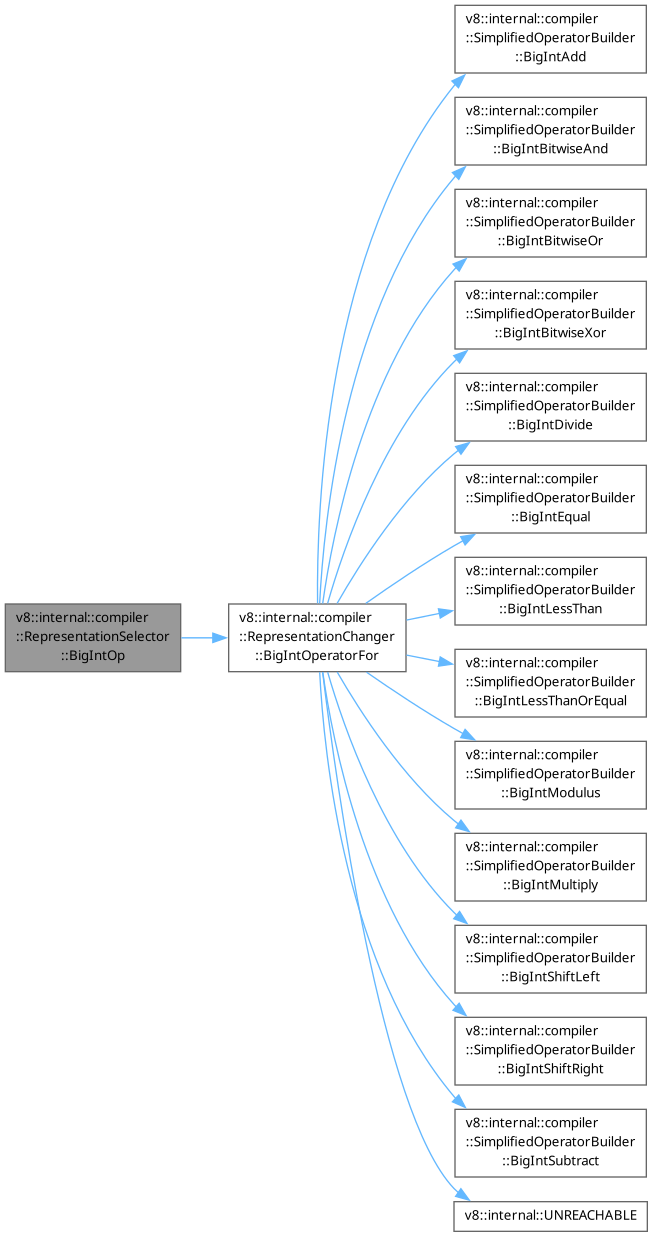 v8::internal::compiler
::SimplifiedOperatorBuilder
::BigIntAdd
v8::internal::compiler
::SimplifiedOperatorBuilder
::BigIntBitwiseAnd
v8::internal::compiler
::SimplifiedOperatorBuilder
::BigIntBitwiseOr
v8::internal::compiler
::SimplifiedOperatorBuilder
::BigIntBitwiseXor
v8::internal::compiler
::SimplifiedOperatorBuilder
::BigIntDivide
v8::internal::compiler
::SimplifiedOperatorBuilder
::BigIntEqual
v8::internal::compiler
::SimplifiedOperatorBuilder
::BigIntLessThan
v8::internal::compiler
::RepresentationSelector
::BigIntOp
v8::internal::compiler
::RepresentationChanger
::BigIntOperatorFor
v8::internal::compiler
::SimplifiedOperatorBuilder
::BigIntLessThanOrEqual
v8::internal::compiler
::SimplifiedOperatorBuilder
::BigIntModulus
v8::internal::compiler
::SimplifiedOperatorBuilder
::BigIntMultiply
v8::internal::compiler
::SimplifiedOperatorBuilder
::BigIntShiftLeft
v8::internal::compiler
::SimplifiedOperatorBuilder
::BigIntShiftRight
v8::internal::compiler
::SimplifiedOperatorBuilder
::BigIntSubtract
v8::internal::UNREACHABLE